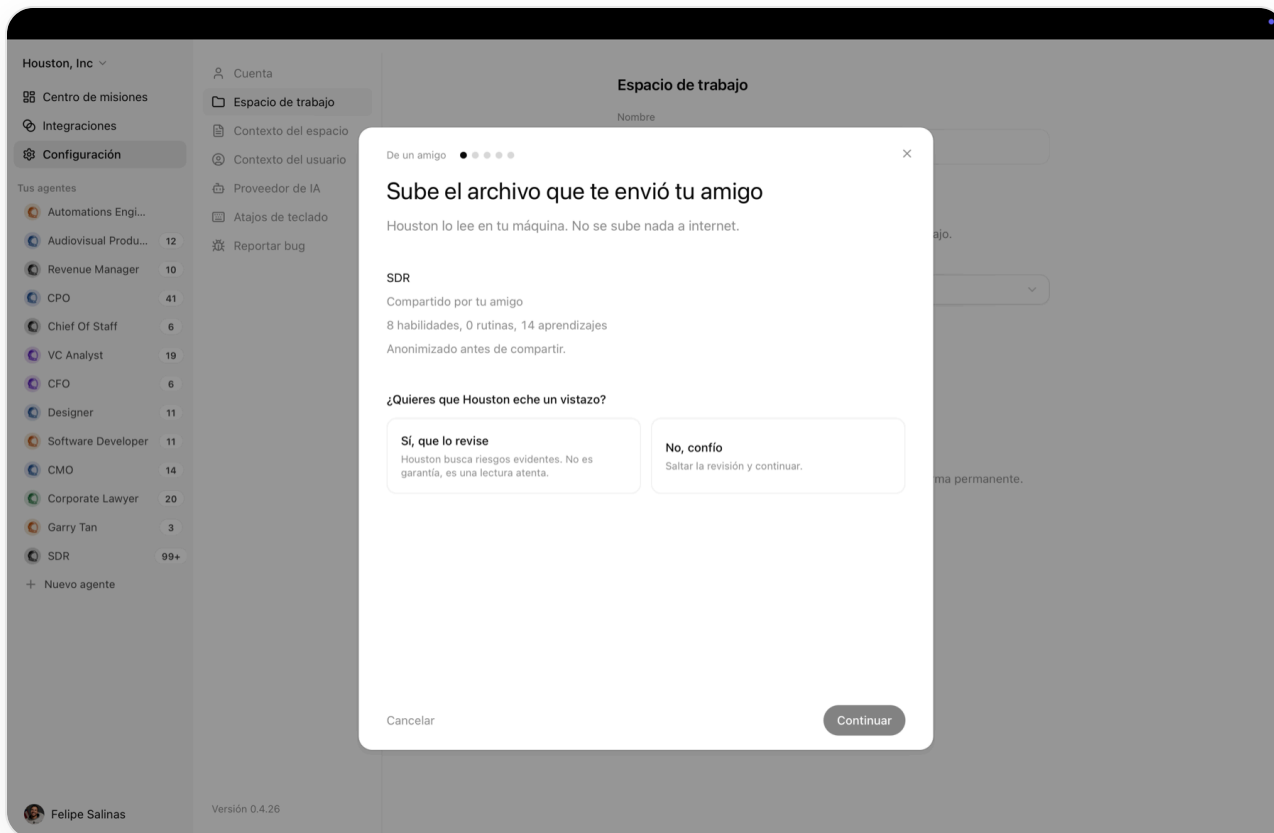 Houston, Inc
Centro de misiones
Integraciones
Configuración
Tus agentes
Automations Engi...
Audiovisual Produ... 12
Revenue Manager 10
CPO 41
Chief Of Staff 6
VC Analyst 19
CFO 6
Designer 11
Software Developer 11
CMO 14
Corporate Lawyer 20
Garry Tan 3
SDR 99+
Nuevo agente
Felipe Salinas
Cuenta
Espacio de trabajo
Contexto del espacio
Contexto del usuario
Proveedor de IA
Atajos de teclado
Reportar bug
Versión 0.4.26
Espacio de trabajo
Nombre
ajo.
ma permanente.
De un amigo
Sube el archivo que te envió tu amigo
Houston lo lee en tu máquina. No se sube nada a internet.
SDR
Compartido por tu amigo
8 habilidades, 0 rutinas, 14 aprendizajes
Anonimizado antes de compartir.
¿Quieres que Houston eche un vistazo?
Sí, que lo revise
Houston busca riesgos evidentes. No es
garantía, es una lectura atenta.
No, confío
Saltar la revisión y continuar.
Cancelar
Continuar